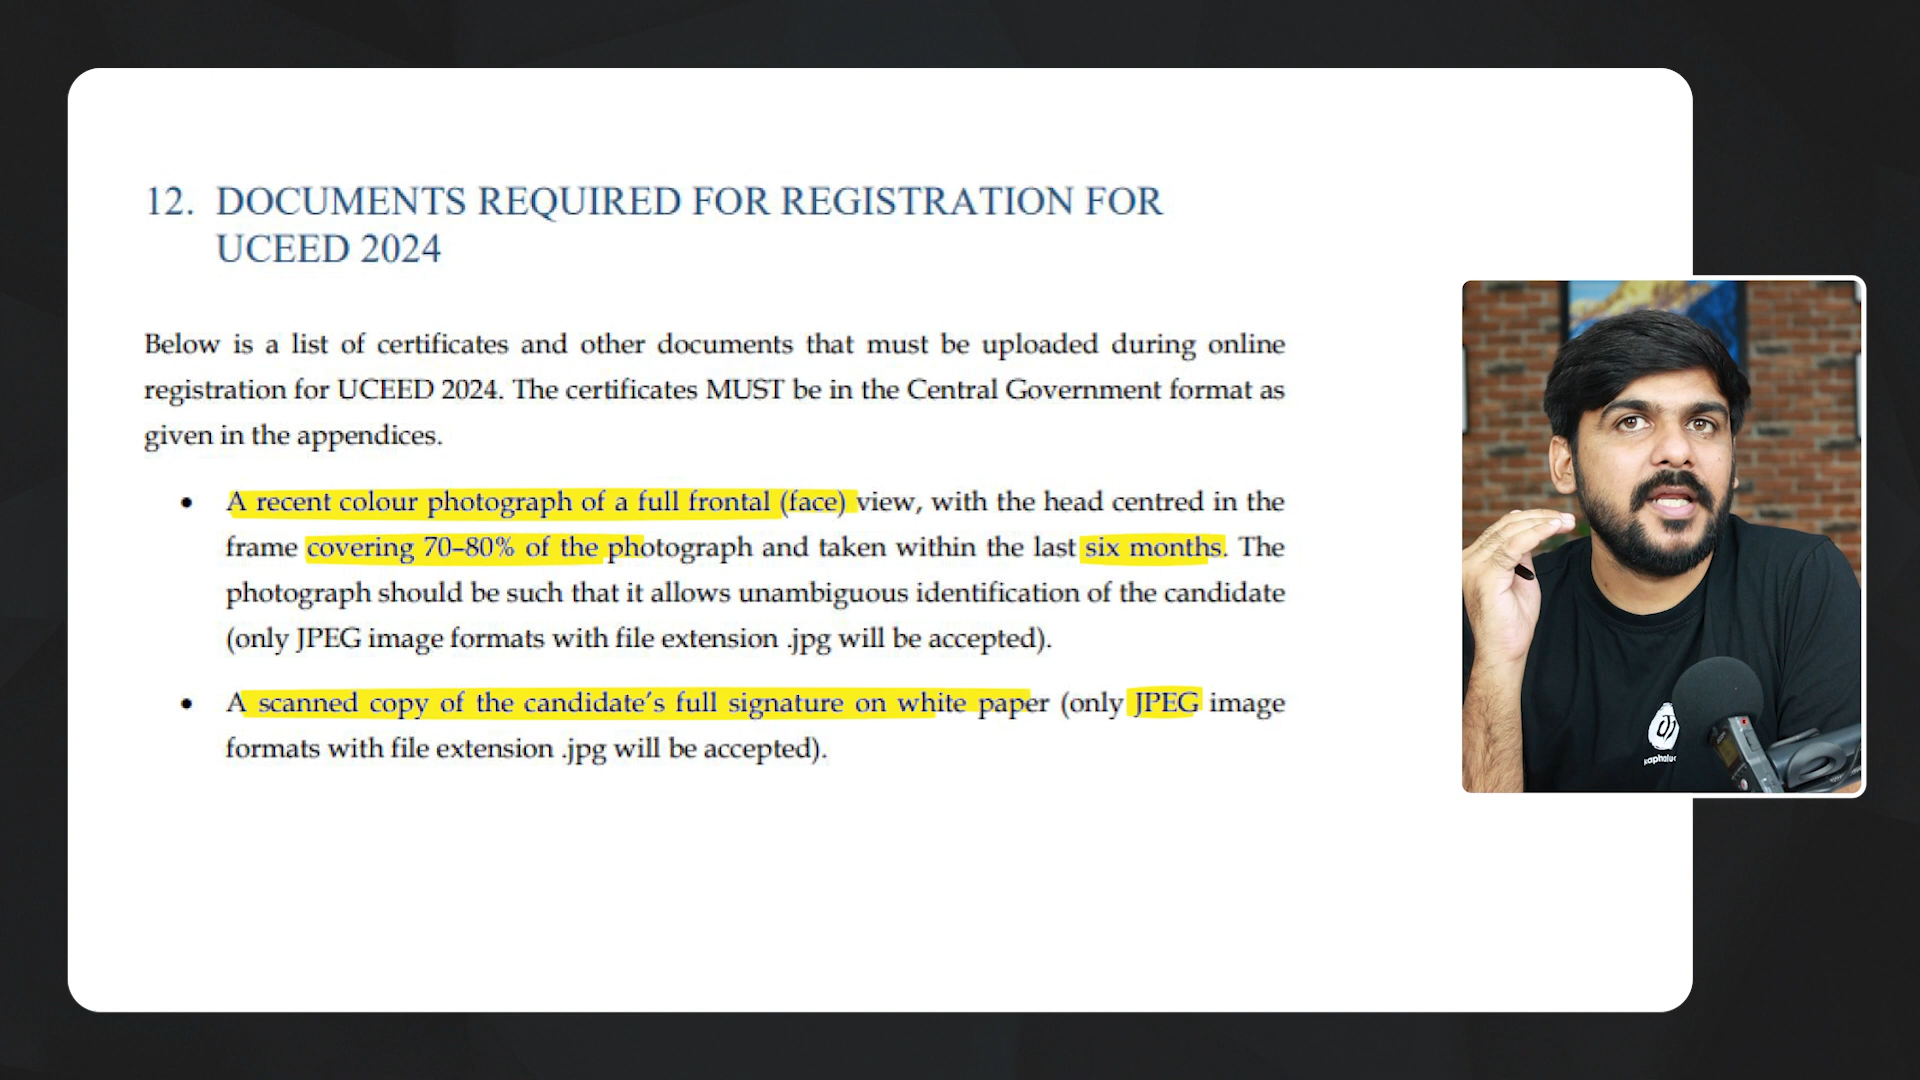 12. DOCUMENTS REQUIRED FOR REGISTRATION FOR
UCEED 2024
Below is a list of certificates and other documents that must be uploaded during online
registration for UCEED 2024. The certificates MUST be in the Central Government format as
given in the appendices.
• A recent colour photograph of a full frontal (face) view, with the head centred in the
frame covering 70–80% of the photograph and taken within the last six months. The
photograph should be such that it allows unambiguous identification of the candidate
(only JPEG image formats with file extension .jpg will be accepted).
• A scanned copy of the candidate’s full signature on white paper (only JPEG image
formats with file extension .jpg will be accepted).